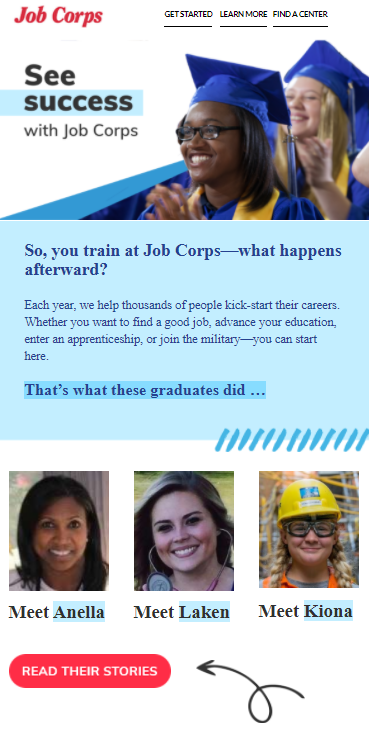 Job Corps
GET STARTED LEARN MORE FIND A CENTER
See
success
with Job Corps
So, you train at Job Corps—what happens
afterward?
Each year, we help thousands of people kick-start their careers.
Whether you want to find a good job, advance your education,
enter an apprenticeship, or join the military—you can start
here.
That's what these graduates did …
Meet Anella Meet Laken Meet Kiona
READ THEIR STORIES